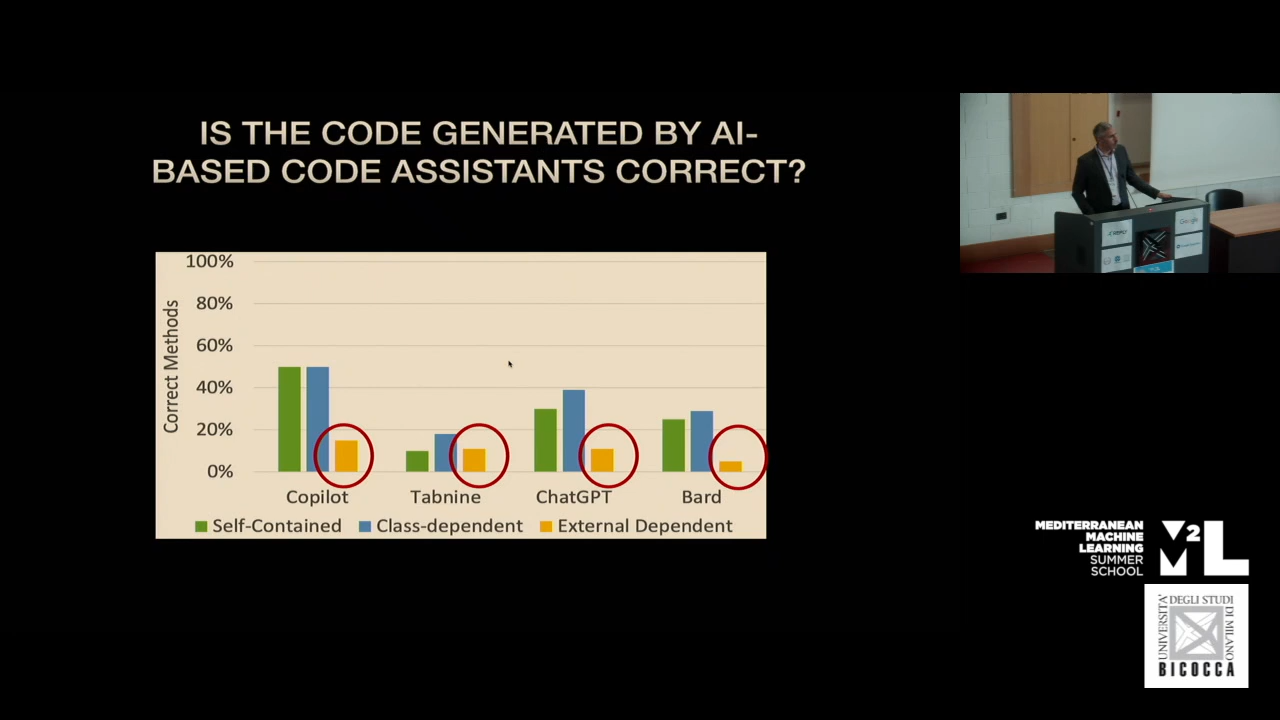 IS THE CODE GENERATED BY AI-
BASED CODE ASSISTANTS CORRECT?
Correct Methods
100%
80%
60%
40%
20%
0%
Copilot Tabnine ChatGPT Bard
Self-Contained Class-dependent External Dependent
Google
MEDITERRANEAN
MACHINE
LEARNING
SUMMER
SCHOOL
M2L
UNIVERSITA'
DEGLI STUDI
DI MILANO
BICOCCA